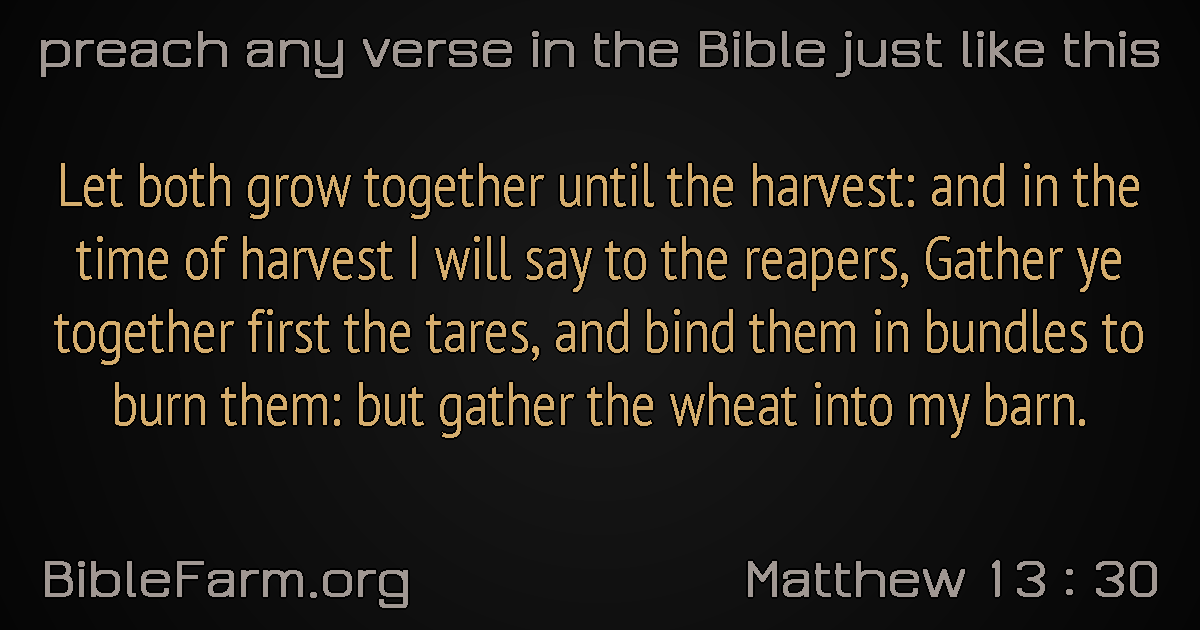 preach any verse in the Bible just like this
Let both grow together until the harvest: and in the
time of harvest I will say to the reapers, Gather ye
together first the tares, and bind them in bundles to
burn them: but gather the wheat into my barn.
BibleFarm.org
Matthew 13 : 30